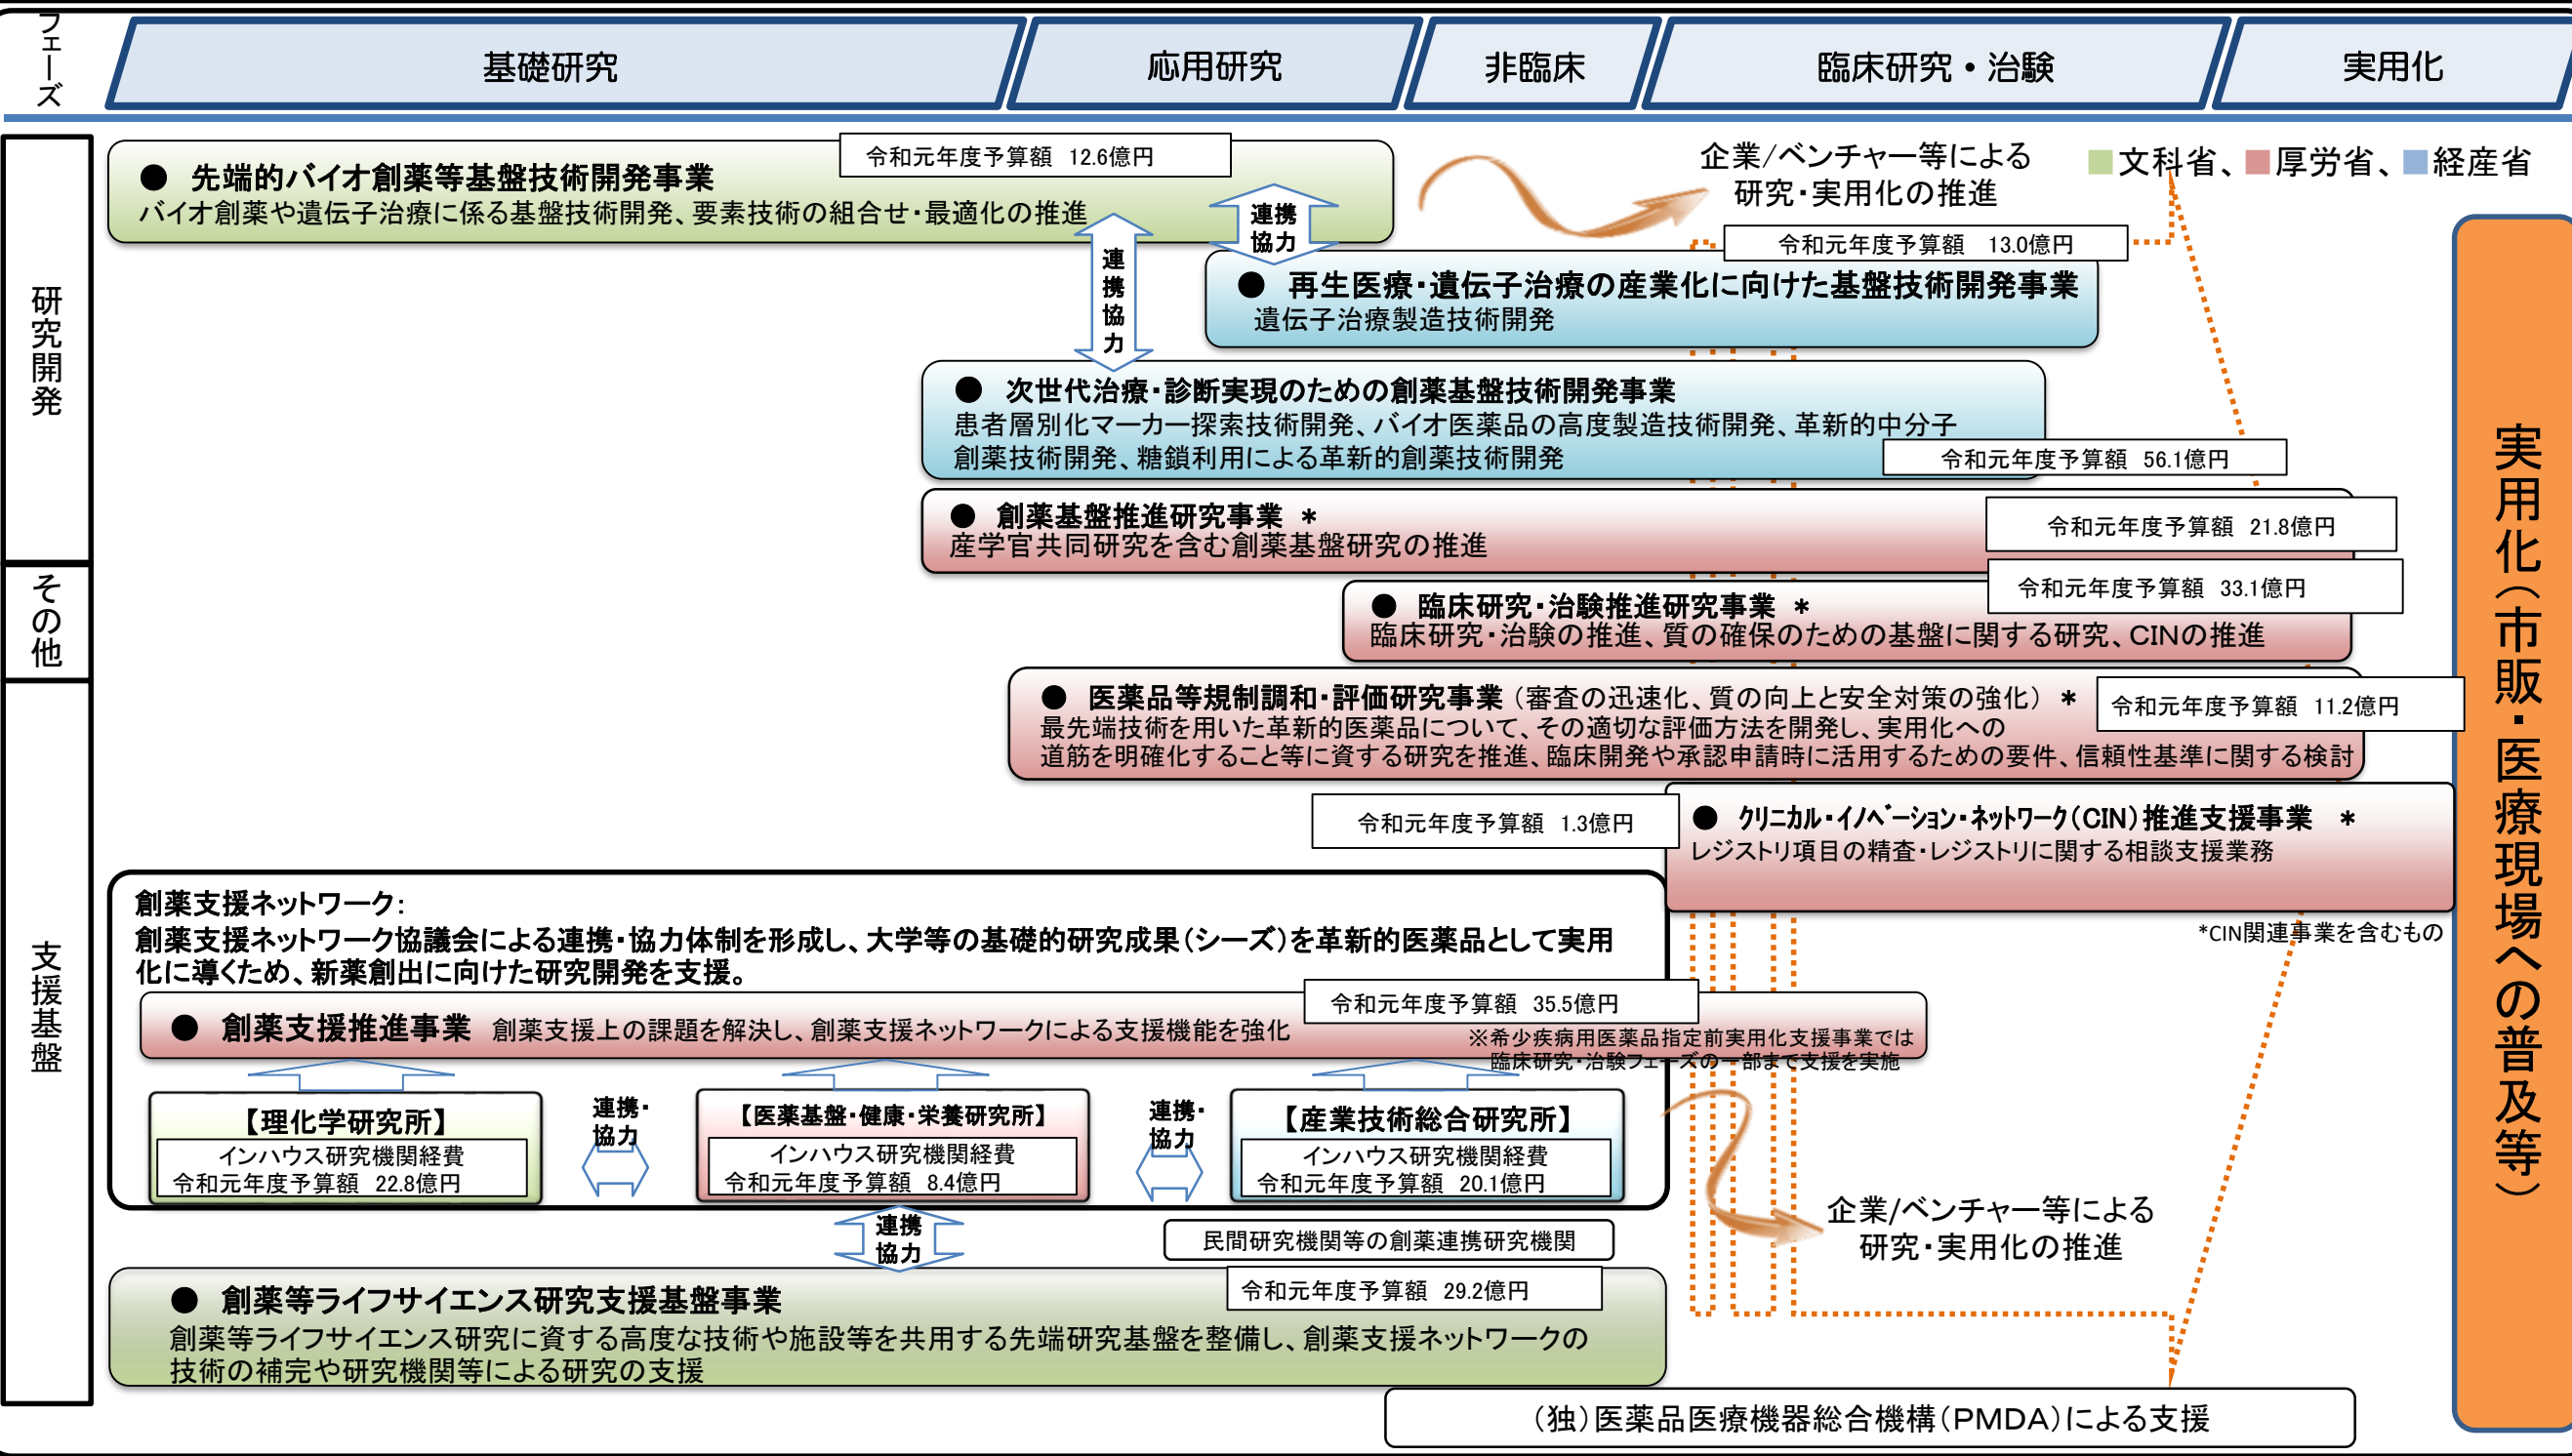 フェーズ
基礎研究
応用研究
非臨床
臨床研究・治験
実用化
研究開発
その他
支援基盤
● 先端的バイオ創薬等基盤技術開発事業
令和元年度予算額 12.6億円
バイオ創薬や遺伝子治療に係る基盤技術開発、要素技術の組合せ・最適化の推進
企業/ベンチャー等による
研究・実用化の推進
■文科省、■厚労省、■経産省
連携
協力
連携協力
令和元年度予算額 13.0億円
● 再生医療・遺伝子治療の産業化に向けた基盤技術開発事業
遺伝子治療製造技術開発
● 次世代治療・診断実現のための創薬基盤技術開発事業
患者層別化マーカー探索技術開発、バイオ医薬品の高度製造技術開発、革新的中分子
創薬技術開発、糖鎖利用による革新的創薬技術開発
令和元年度予算額 56.1億円
● 創薬基盤推進研究事業 *
産学官共同研究を含む創薬基盤研究の推進
令和元年度予算額 21.8億円
● 臨床研究・治験推進研究事業 *
臨床研究・治験の推進、質の確保のための基盤に関する研究、CINの推進
令和元年度予算額 33.1億円
● 医薬品等規制調和・評価研究事業（審査の迅速化、質の向上と安全対策の強化） *
令和元年度予算額 11.2億円
最先端技術を用いた革新的医薬品について、その適切な評価方法を開発し、実用化への
道筋を明確化すること等に資する研究を推進、臨床開発や承認申請時に活用するための要件、信頼性基準に関する検討
令和元年度予算額 1.3億円
● クリニカル・イノベーション・ネットワーク（CIN）推進支援事業 *
レジストリ項目の精査・レジストリに関する相談支援業務
*CIN関連事業を含むもの
実用化（市販・医療現場への普及等）
創薬支援ネットワーク：
創薬支援ネットワーク協議会による連携・協力体制を形成し、大学等の基礎的研究成果（シーズ）を革新的医薬品として実用
化に導くため、新薬創出に向けた研究開発を支援。
令和元年度予算額 35.5億円
● 創薬支援推進事業 創薬支援上の課題を解決し、創薬支援ネットワークによる支援機能を強化
※希少疾病用医薬品指定前実用化支援事業では
臨床研究・治験フェーズの一部まで支援を実施
【理化学研究所】
インハウス研究機関経費
令和元年度予算額 22.8億円
連携・
協力
【医薬基盤・健康・栄養研究所】
インハウス研究機関経費
令和元年度予算額 8.4億円
連携・
協力
【産業技術総合研究所】
インハウス研究機関経費
令和元年度予算額 20.1億円
企業/ベンチャー等による
研究・実用化の推進
連携
協力
民間研究機関等の創薬連携研究機関
令和元年度予算額 29.2億円
● 創薬等ライフサイエンス研究支援基盤事業
創薬等ライフサイエンス研究に資する高度な技術や施設等を共用する先端研究基盤を整備し、創薬支援ネットワークの
技術の補完や研究機関等による研究の支援
（独）医薬品医療機器総合機構（PMDA）による支援